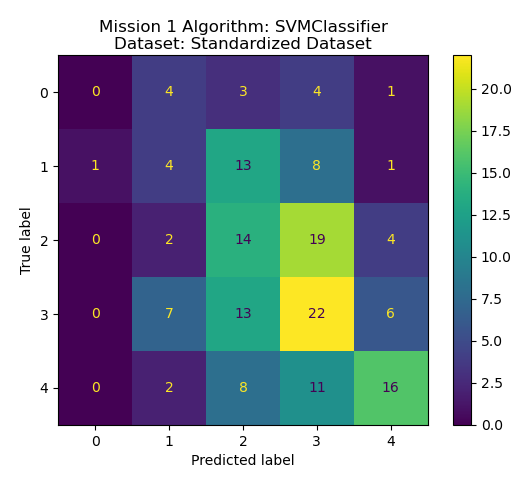 Mission 1 Algorithm: SVMClassifier
Dataset: Standardized Dataset
0 0 4 3 4 1
1 1 4 13 8 1
2 0 2 14 19 4
3 0 7 13 22 6
4 0 2 8 11 16
0 1 2 3 4
Predicted label
True label
20.0
17.5
15.0
12.5
10.0
7.5
5.0
2.5
0.0